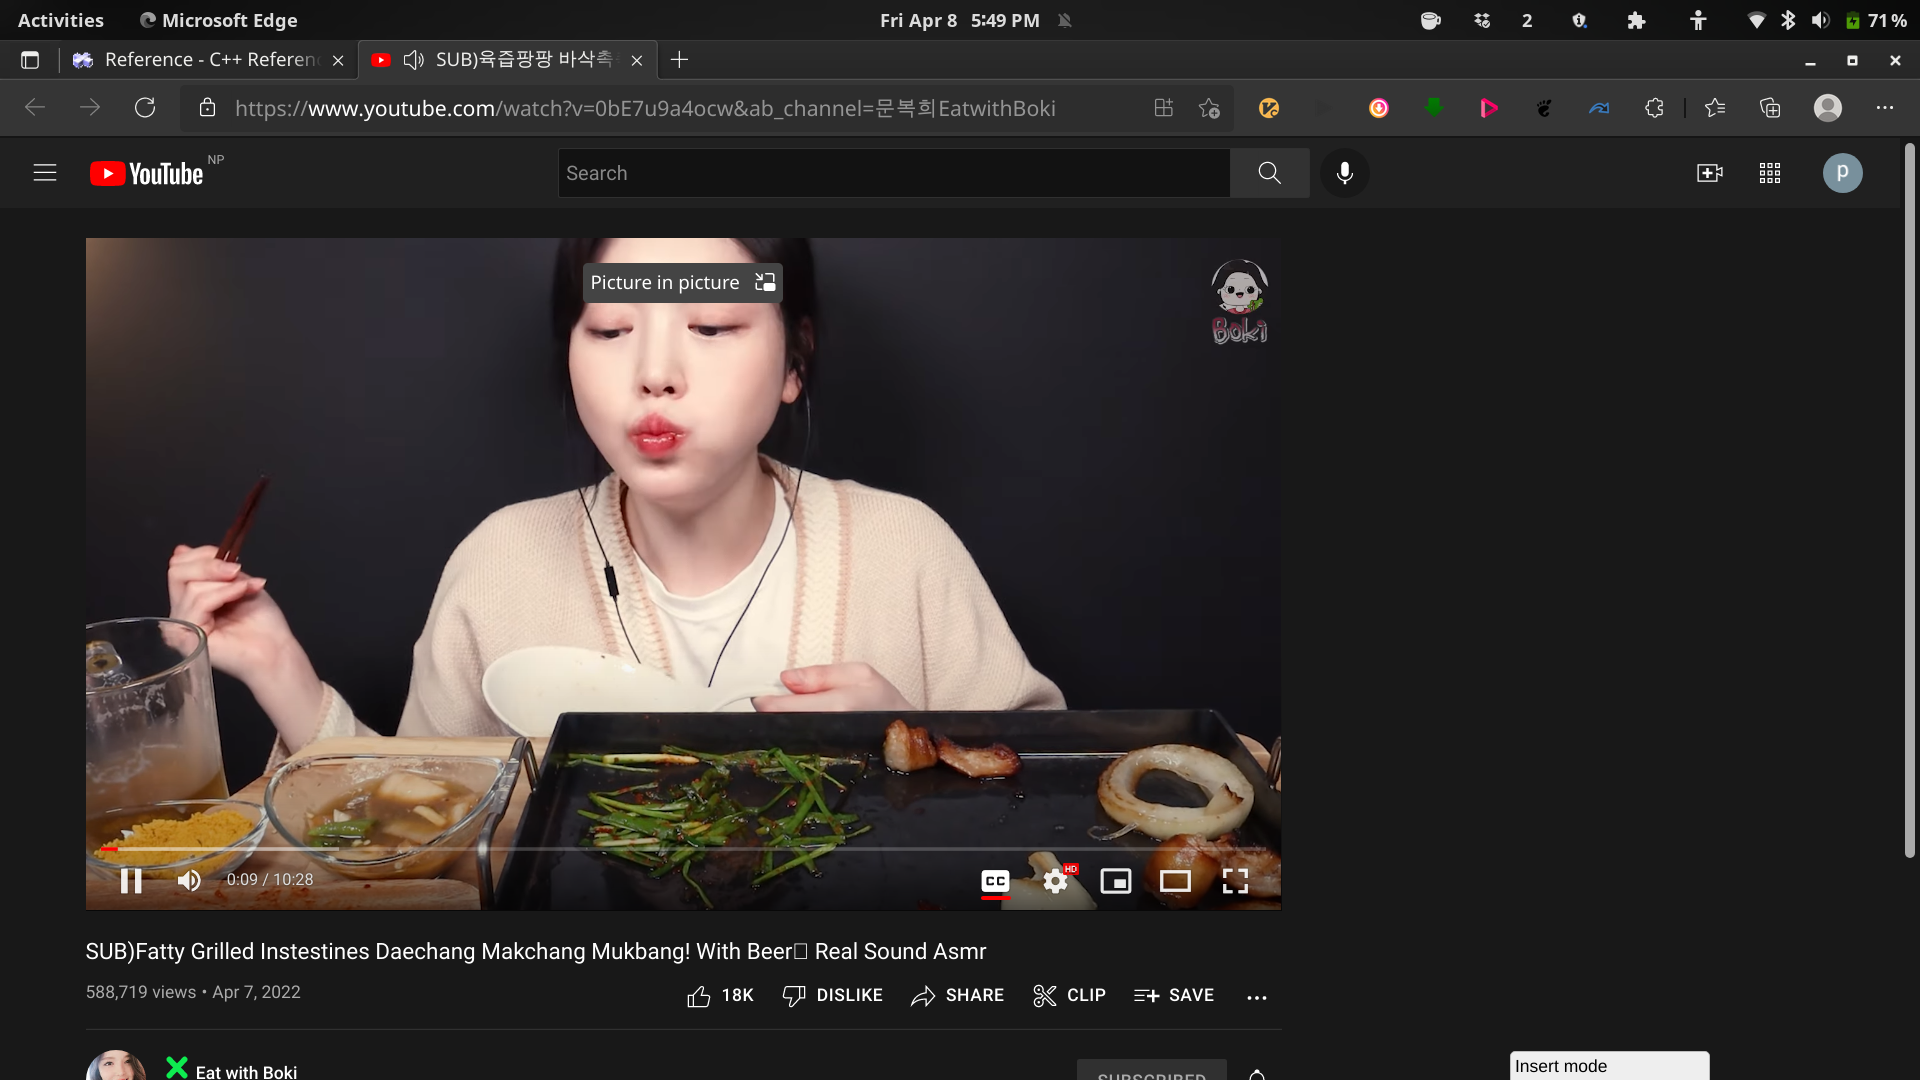 Activities
Microsoft Edge
Fri Apr 8 5:49 PM
2
71%
Reference - C++ Referen
SUB)육즙팡팡 바삭촉
https://www.youtube.com/watch?v=0bE7u9a4ocw&ab_channel=문복희EatwithBoki
YouTube NP
Search
p
Picture in picture
Boki
0:09 / 10:28
CC
HD
SUB)Fatty Grilled Instestines Daechang Makchang Mukbang! With Beer Real Sound Asmr
588,719 views • Apr 7, 2022
18K
DISLIKE
SHARE
CLIP
SAVE
Eat with Boki
SUBSCRIBED
Insert mode